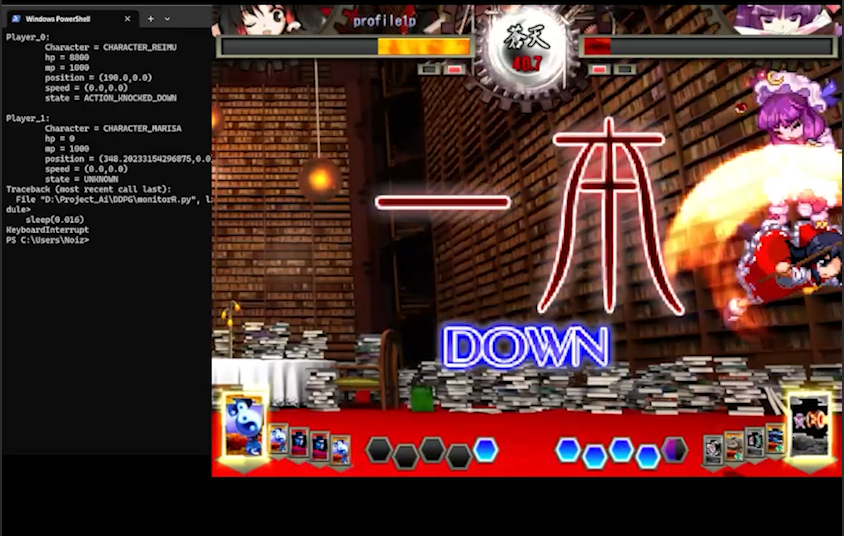 Windows PowerShell
Player_0:
Character = CHARACTER_REIMU
hp = 8800
mp = 1000
position = (190.0,0.0)
speed = (0.0,0.0)
state = ACTION_KNOCKED_DOWN
Player_1:
Character = CHARACTER_MARISA
hp = 0
mp = 1000
position = (348.20233154296875,0.0
speed = (0.0,0.0)
state = UNKNOWN
Traceback (most recent call last):
File "D:\Project_Ai\DDPG\monitorR.py", li
dule>
sleep(0.016)
KeyboardInterrupt
PS C:\Users\Noiz>
profile1p
蒼天
40.7
一本
DOWN